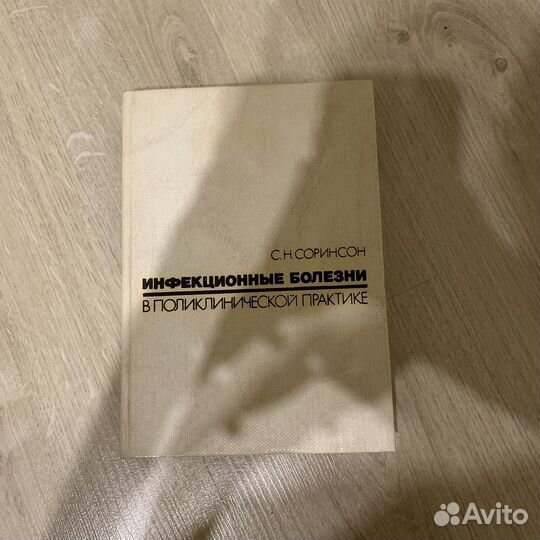 С. Н. СОРИНСОН
ИНФЕКЦИОННЫЕ БОЛЕЗНИ
В ПОЛИКЛИНИЧЕСКОЙ ПРАКТИКЕ
Avito